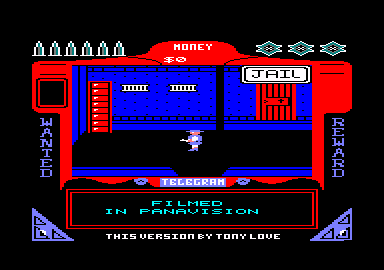 MONEY
$0
JAIL
WANTED
REWARD
TELEGRAM
FILMED
IN PANAVISION
THIS VERSION BY TONY LOVE